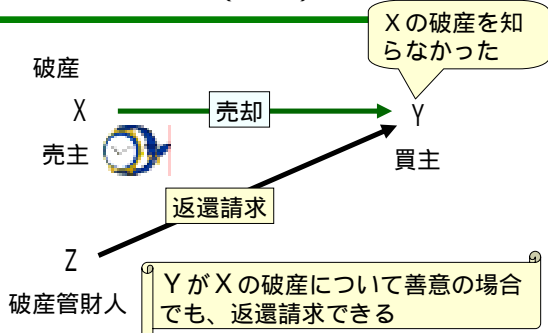 Xの破産を知
らなかった
破産
X
売却
Y
売主
買主
返還請求
Z
破産管財人
YがXの破産について善意の場合
でも、返還請求できる